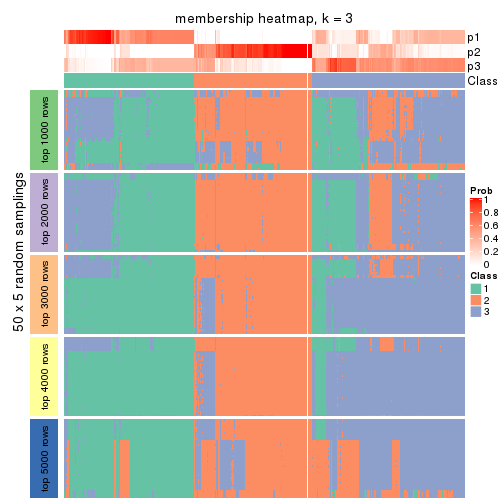 membership heatmap, k = 3
p1
p2
p3
Class
50 x 5 random samplings
top 1000 rows
top 2000 rows
top 3000 rows
top 4000 rows
top 5000 rows
Prob
1
0.8
0.6
0.4
0.2
0
Class
1
2
3